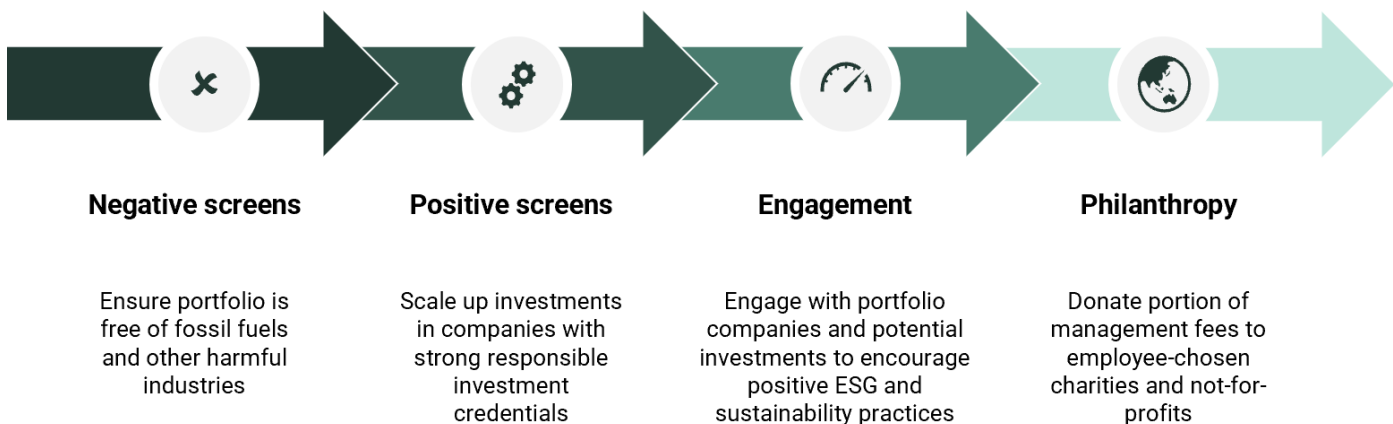 Negative screens
Ensure portfolio is
free of fossil fuels
and other harmful
industries
Positive screens
Scale up investments
in companies with
strong responsible
investment
credentials
Engagement
Engage with portfolio
companies and potential
investments to encourage
positive ESG and
sustainability practices
Philanthropy
Donate portion of
management fees to
employee-chosen
charities and not-for-
profits